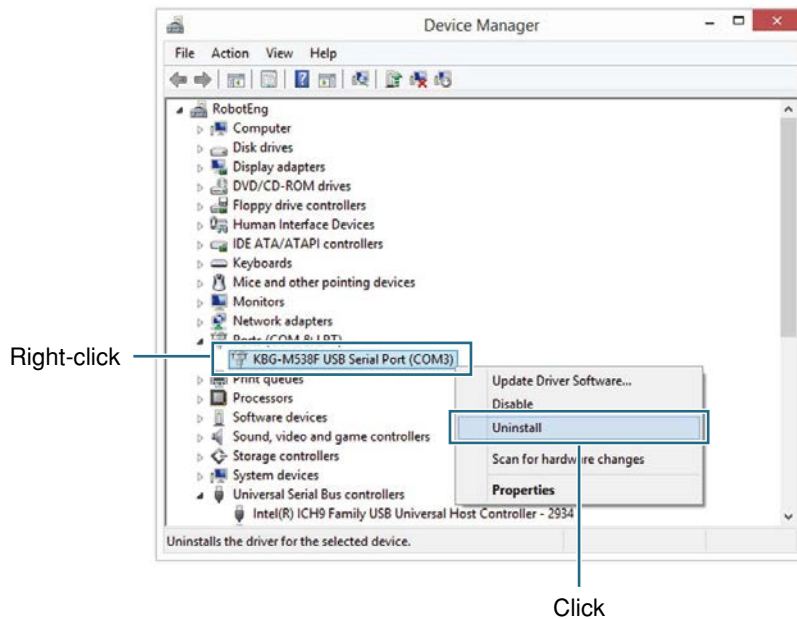 Device Manager
File Action View Help
RobotEng
Computer
Disk drives
Display adapters
DVD/CD-ROM drives
Floppy drive controllers
Human Interface Devices
IDE ATA/ATAPI controllers
Keyboards
Mice and other pointing devices
Monitors
Network adapters
Ports (COM & LPT)
Right-click
KBG-M538F USB Serial Port (COM3)
Print queues
Processors
Software devices
Sound, video and game controllers
Storage controllers
System devices
Universal Serial Bus controllers
Intel(R) ICH9 Family USB Universal Host Controller - 2934
Update Driver Software...
Disable
Uninstall
Scan for hardware changes
Properties
Uninstalls the driver for the selected device.
Click